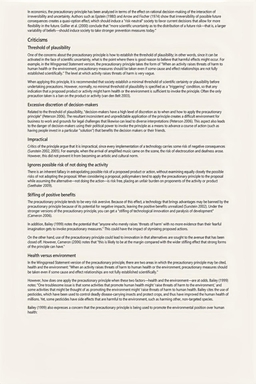 In economics, the precautionary principle has been analysed in terms of the effect on rational decision-making of the interaction of
irreversibility and uncertainty. Authors such as Epstein (1980) and Arrow and Fischer (1974) show that irreversibility of possible future
consequences creates a quasi-option effect, which should induce a "risk-neutral" society to favor current decisions that allow for more
flexibility in the future. Gollier et al. (2000) conclude that "more scientific uncertainty as to the distribution of a future risk – that is, a larger
variability of beliefs – should induce society to take stronger prevention measures today."
Criticisms
Threshold of plausibility
One of the concerns about the precautionary principle is how to establish the threshold of plausibility, in other words, since it can be
activated in the face of scientific uncertainty, what is the point where there is good reason to believe that harmful effects might occur. For
example, in the Wingspread Statement version, the precautionary principle takes the form of "When an activity raises threats of harm to
human health or the environment, precautionary measures should be taken even if some cause and effect relationships are not fully
established scientifically." The level at which activity raises threats of harm is very vague.
When applying this principle, it is recommended that society establish a minimal threshold of scientific certainty or plausibility before
undertaking precautions. However, normally no minimal threshold of plausibility is specified as a "triggering" condition, so that any
indication that a proposed product or activity might harm health or the environment is sufficient to invoke the principle. Often the only
precaution taken is a ban on the product or activity (van den Belt 2003).
Excessive discretion of decision-makers
Related to the threshold of plausibility, "decision-makers have a high level of discretion as to when and how to apply the precautionary
principle" (Peterson 2006). The resultant inconsistent and unpredictable application of the principle creates a difficult environment for
business to work and grounds for legal challenges that likewise can lead to diverse interpretations (Peterson 2006). This aspect also leads
to the danger of decision-makers using their political power to invoke the principle as a means to advance a course of action (such as
having people invest in a particular "solution") that benefits the decision-makers or their friends.
Impractical
Critics of the principle argue that it is impractical, since every implementation of a technology carries some risk of negative consequences
(Sunstein 2002, 2005). For example, when the arrival of amplified music came on the scene, the risk of electrocution and deafness arose.
However, this did not prevent it from becoming an artistic and cultural norm.
Ignores possible risk of not doing the activity
There is an inherent fallacy in extrapolating possible risk of a proposed product or action, without examining equally closely the possible
risks of not adopting the proposal. When considering a proposal, policymakers tend to apply the precautionary principle to the proposal
while assuming the alternative—not doing the action—is risk-free, placing an unfair burden on proponents of the activity or product
(Seethaler 2009).
Stifling of positive benefits
The precautionary principle tends to be very risk aversive. Because of this effect, a technology that brings advantages may be banned by the
precautionary principle because of its potential for negative impacts, leaving the positive benefits unrealized (Sunstein 2002). Under the
stronger versions of the precautionary principle, you can get a "stifling of technological innovation and paralysis of development"
(Cameron 2006).
In addition, Bailey (1999) notes the potential that "anyone who merely raises 'threats of harm' with no more evidence than their fearful
imagination gets to invoke precautionary measures." This could have the impact of stymieing proposed actions.
On the other hand, use of the precautionary principle could lead to innovation in that alternatives are sought to the avenue that has been
closed off. However, Cameron (2006) notes that "this is likely to be at the margin compared with the wider stifling effect that strong forms
of the principle can have."
Health versus environment
In the Wingspread Statement version of the precautionary principle, there are two areas in which the precautionary principle may be cited,
health and the environment: "When an activity raises threats of harm to human health or the environment, precautionary measures should
be taken even if some cause and effect relationships are not fully established scientifically."
However, how does one apply the precautionary principle when these two factors—health and the environment—are at odds. Bailey (1999)
notes: "One troublesome issue is that some activities that promote human health might 'raise threats of harm to the environment', and
some activities that might be thought of as promoting the environment might 'raise threats of harm to human health.' Bailey cites the use of
pesticides, which have been used to control deadly disease-carrying insects and protect crops, and thus have improved the human health of
millions. Yet, some pesticides have side effects that are harmful to the environment, such as harming other, non-targeted species.
Bailey (1999) also expresses a concern that the precautionary principle is being used to promote the environmental positive over human
health: